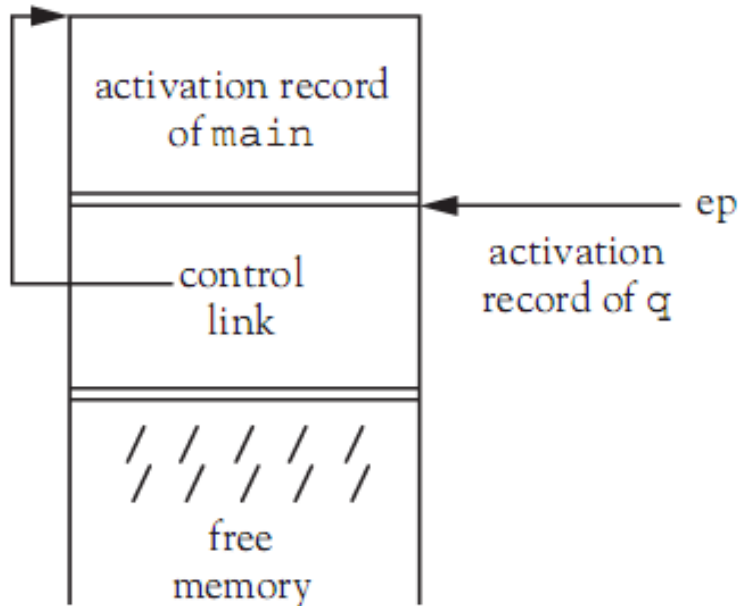 activation record
of main
ep
activation
record of q
control
link
free
memory